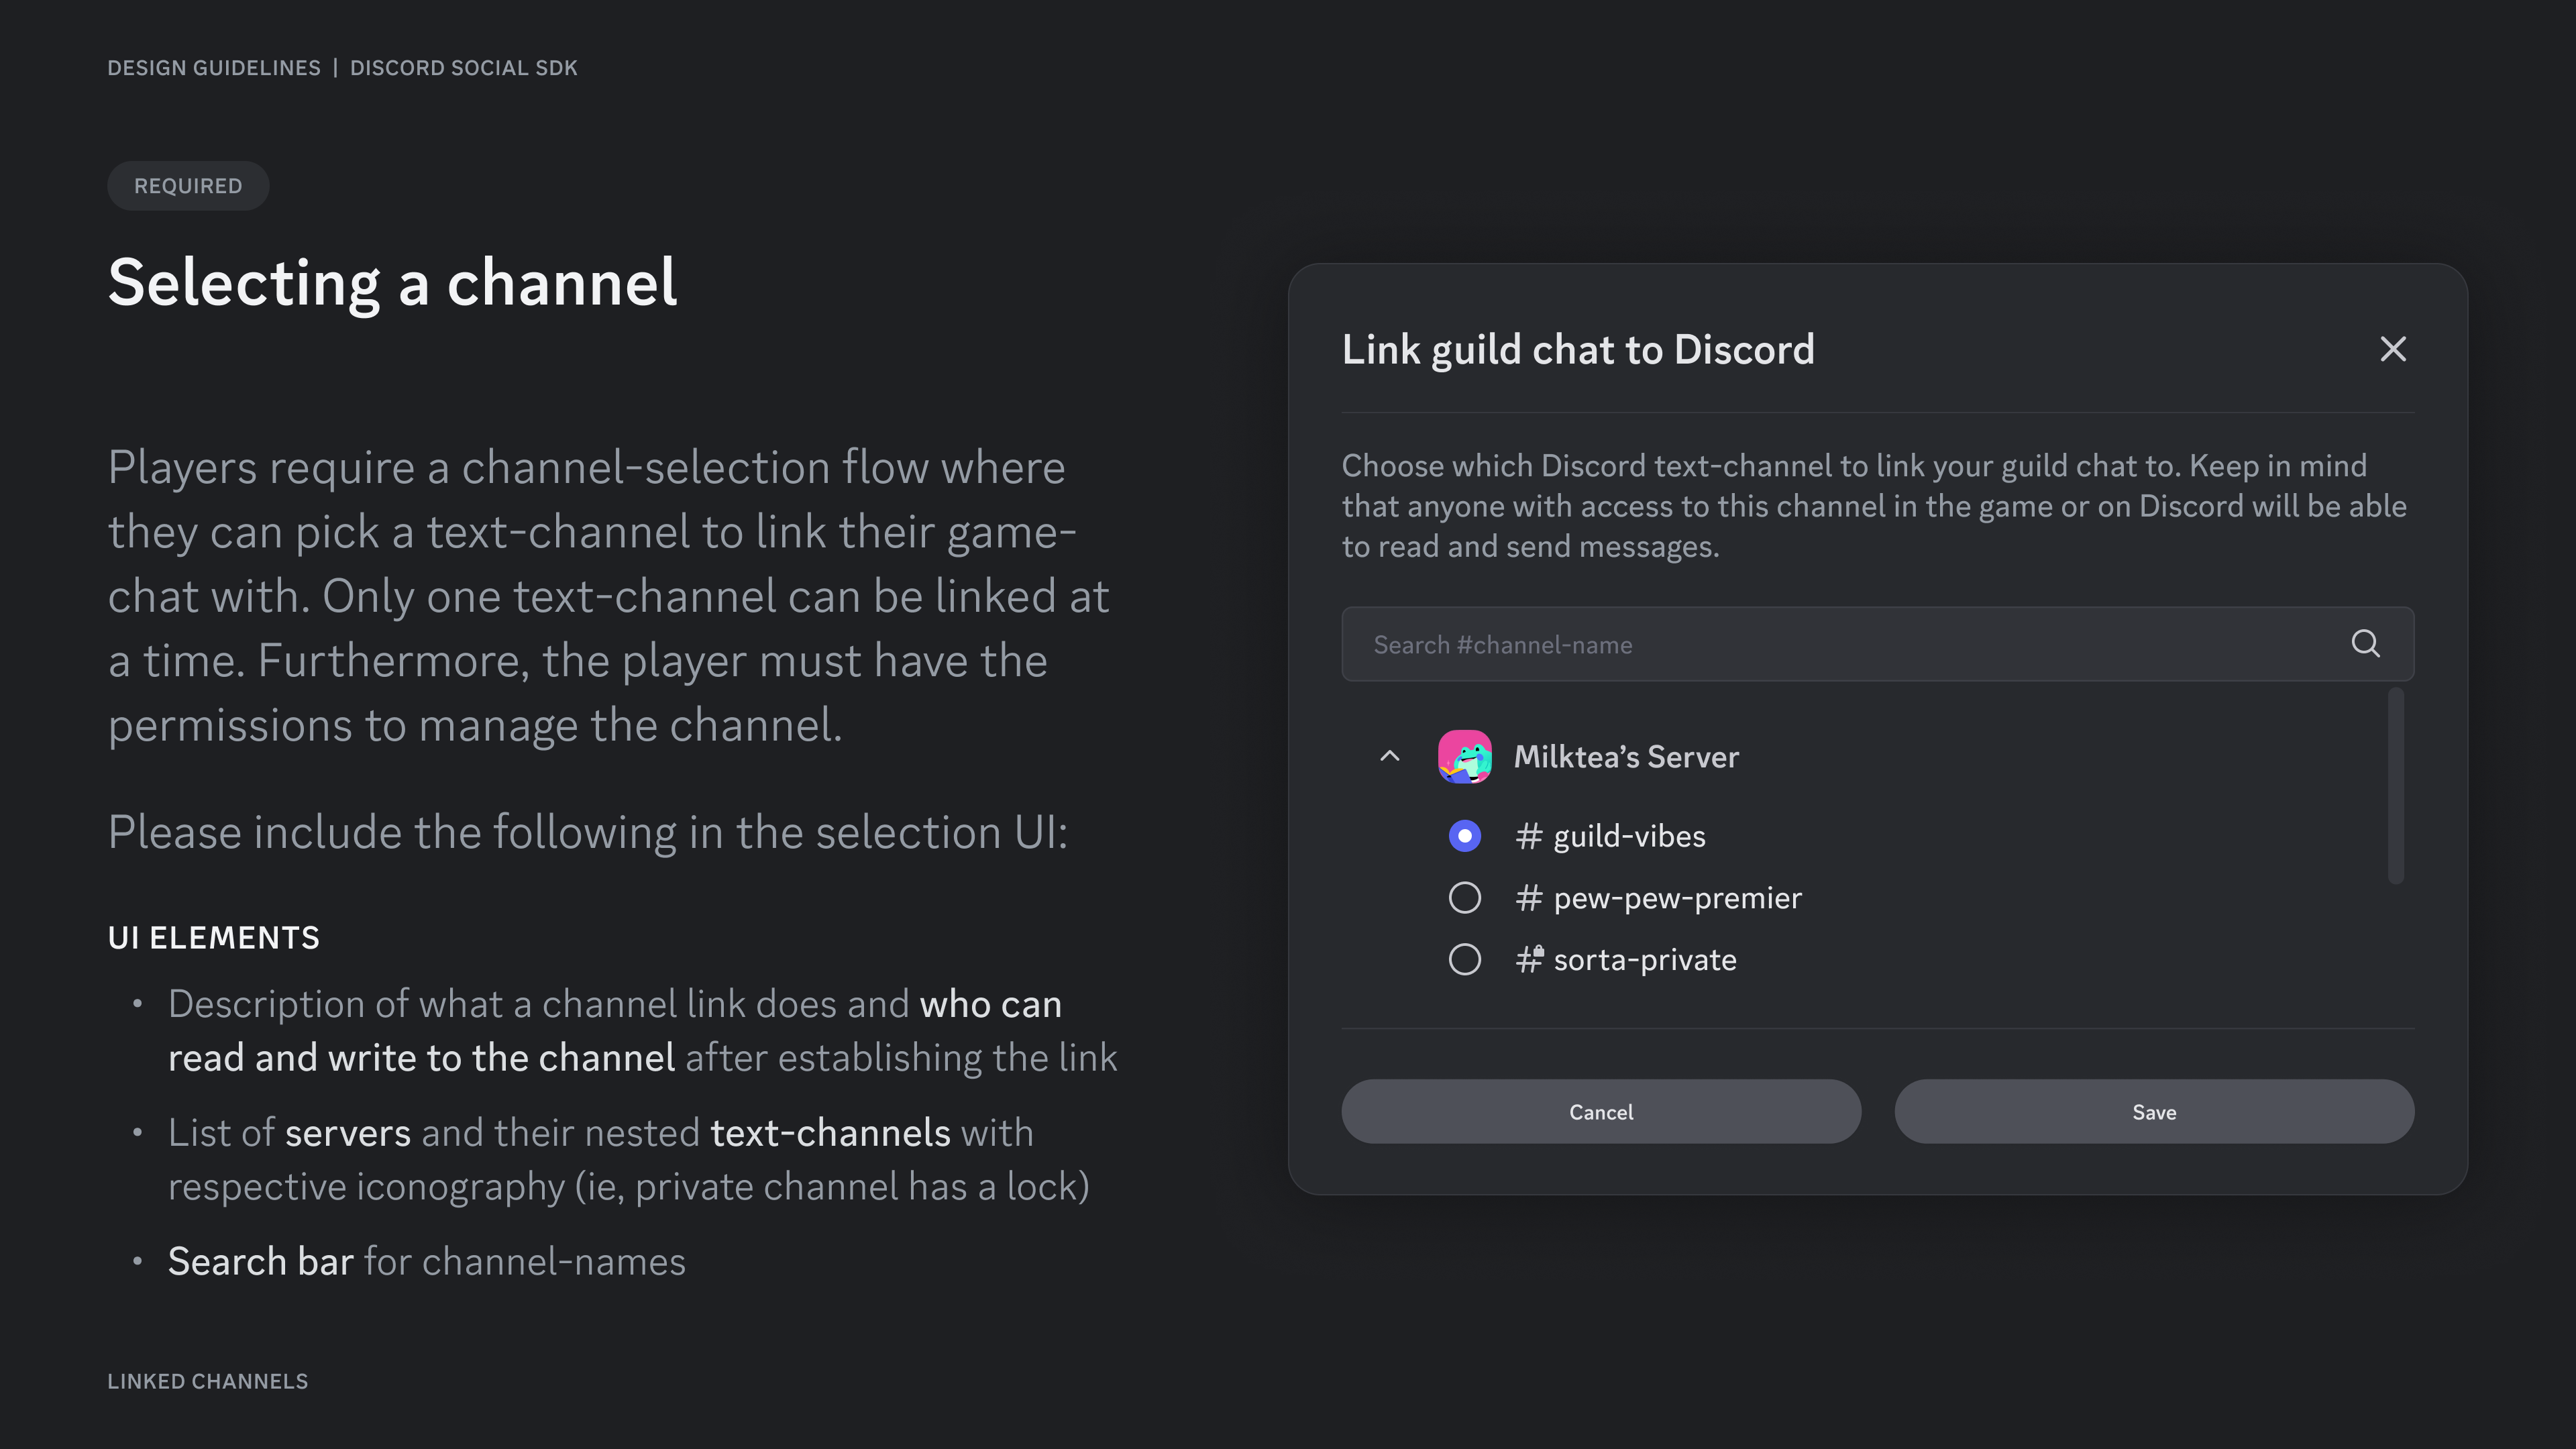 DESIGN GUIDELINES | DISCORD SOCIAL SDK
REQUIRED
Selecting a channel
Players require a channel-selection flow where
they can pick a text-channel to link their game-
chat with. Only one text-channel can be linked at
a time. Furthermore, the player must have the
permissions to manage the channel.
Please include the following in the selection UI:
UI ELEMENTS
• Description of what a channel link does and who can
read and write to the channel after establishing the link
• List of servers and their nested text-channels with
respective iconography (ie, private channel has a lock)
• Search bar for channel-names
LINKED CHANNELS
Link guild chat to Discord
Choose which Discord text-channel to link your guild chat to. Keep in mind
that anyone with access to this channel in the game or on Discord will be able
to read and send messages.
Search #channel-name
Milktea’s Server
# guild-vibes
# pew-pew-premier
# sorta-private
Cancel
Save